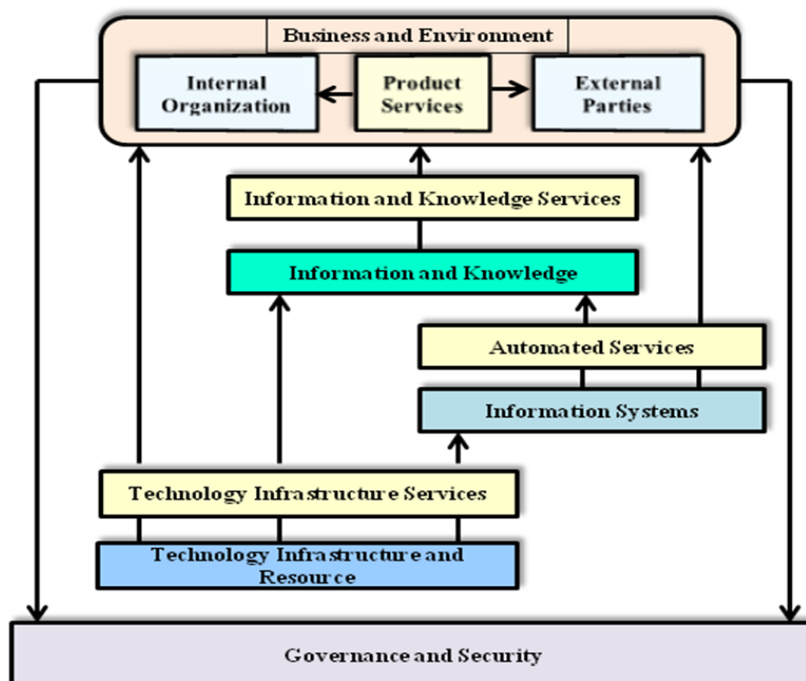 Business and Environment
Internal
Organization
Product
Services
External
Parties
Information and Knowledge Services
Information and Knowledge
Automated Services
Information Systems
Technology Infrastructure Services
Technology Infrastructure and
Resource
Governance and Security